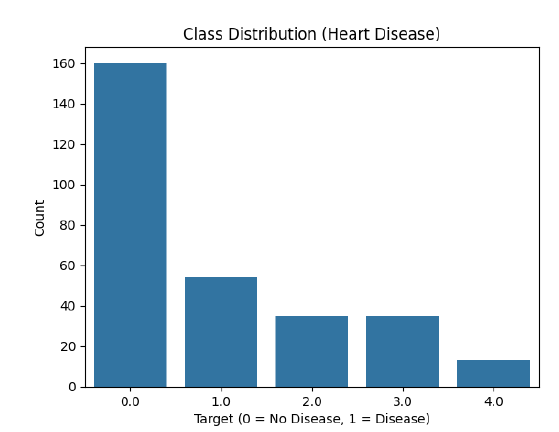 Class Distribution (Heart Disease)
160
140
120
100
80
60
40
20
0
Count
0.0 1.0 2.0 3.0 4.0
Target (0 = No Disease, 1 = Disease)